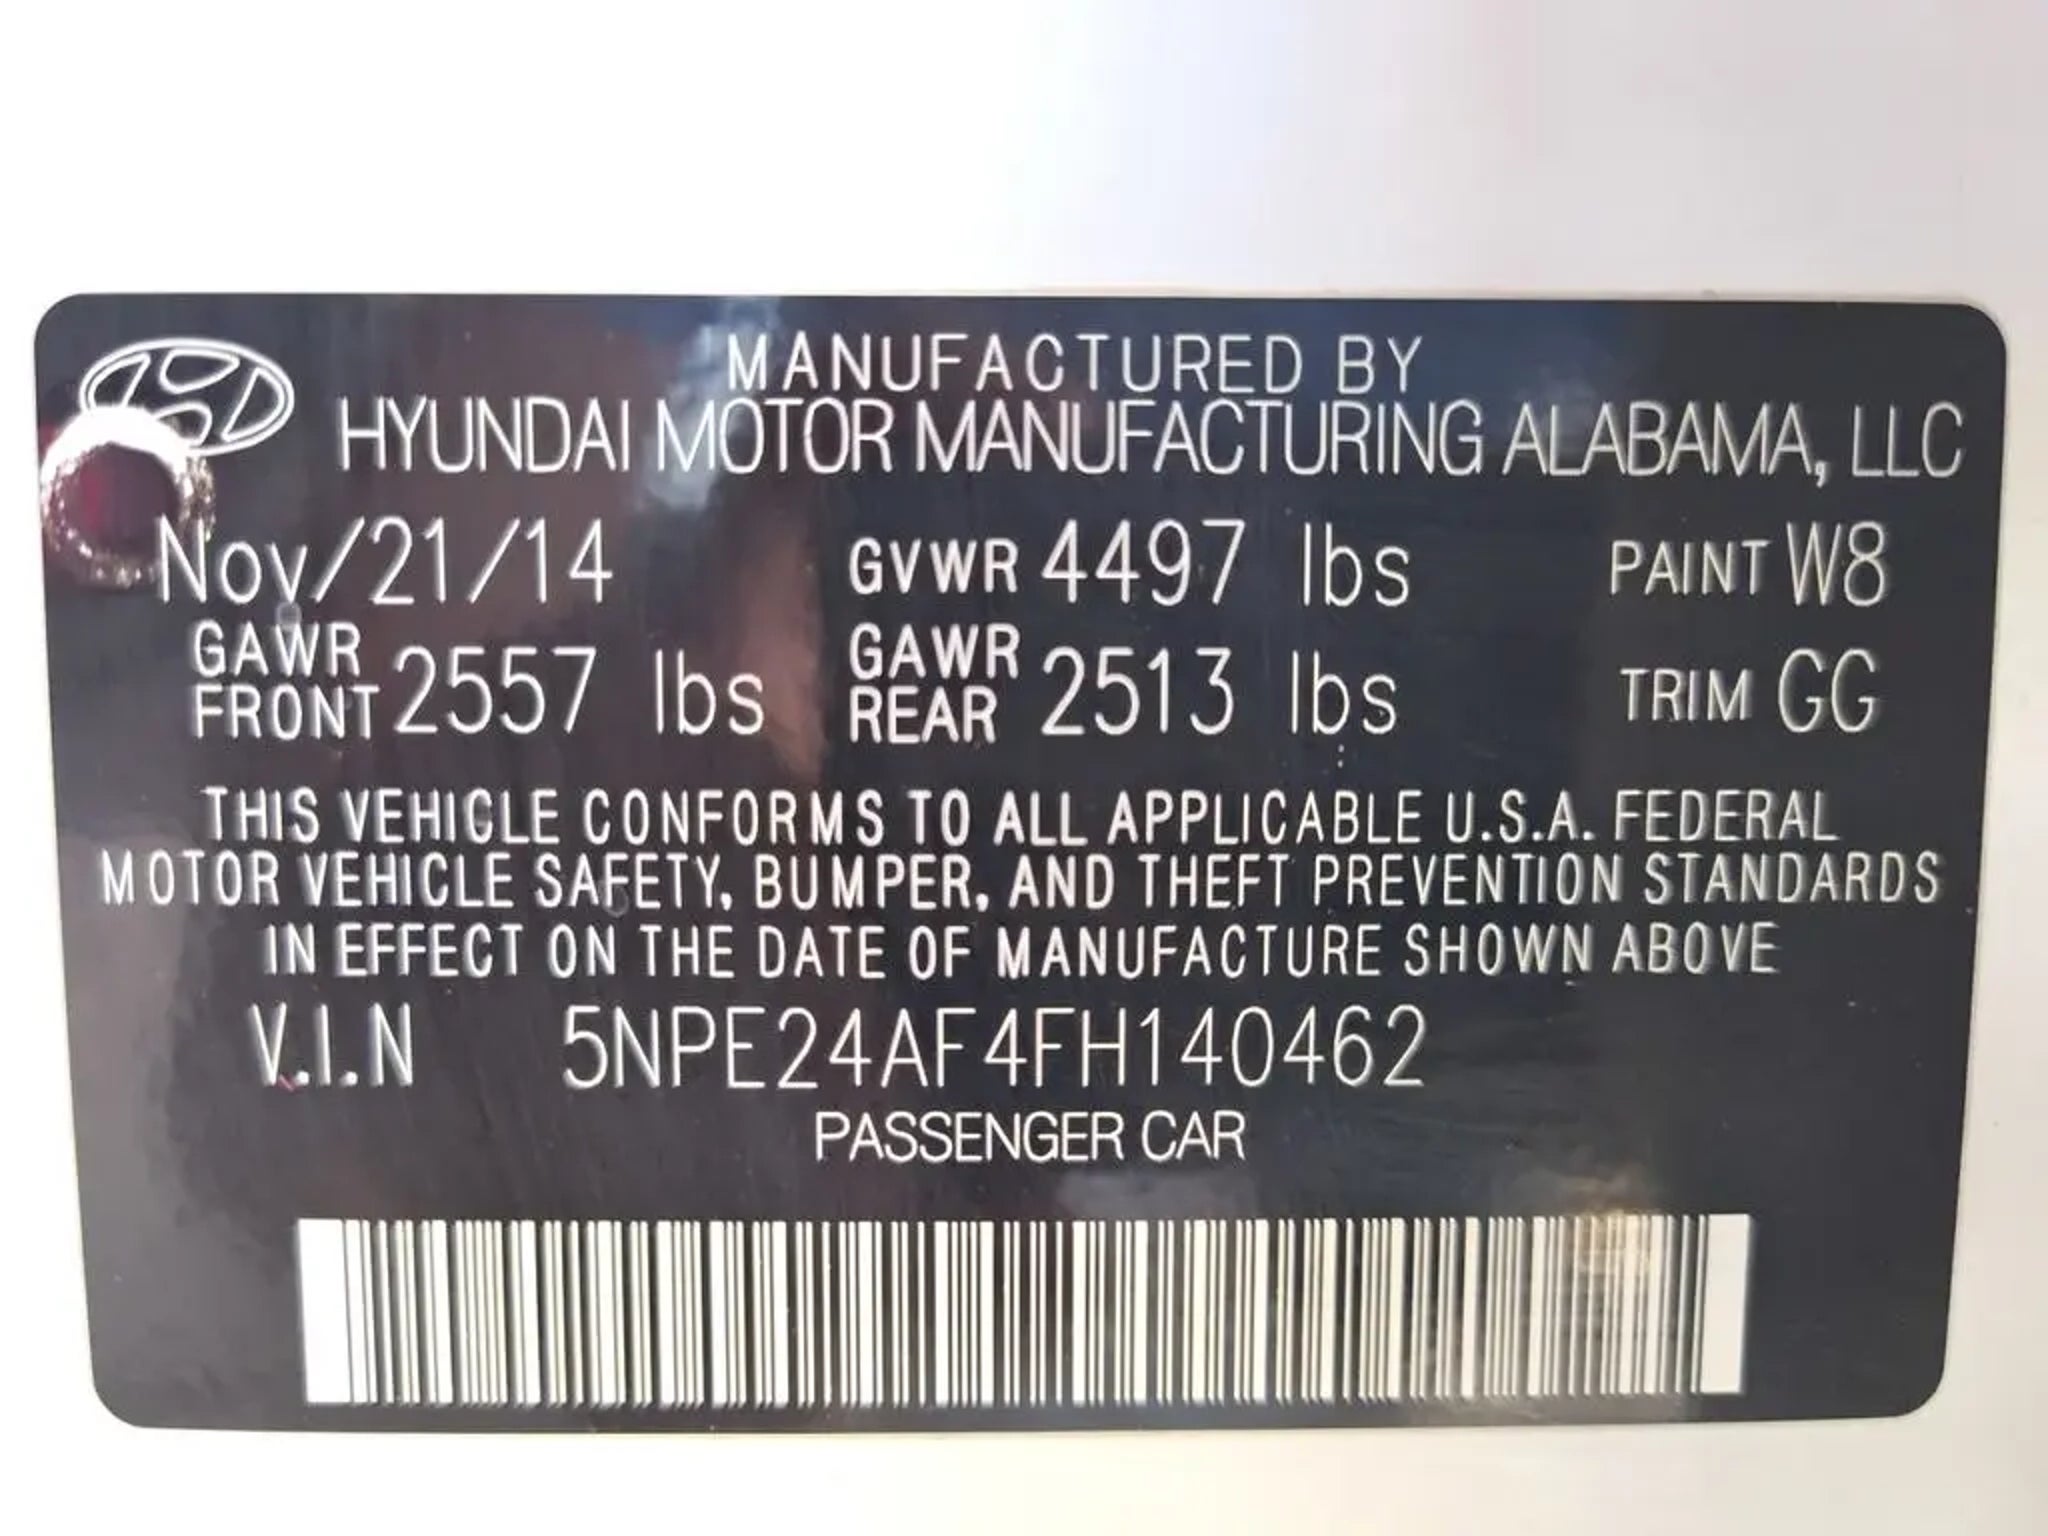 MANUFACTURED BY
HYUNDAI MOTOR MANUFACTURING ALABAMA, LLC
Nov/21/14 GVWR 4497 lbs PAINT W8
GAWR FRONT 2557 lbs GAWR REAR 2513 lbs TRIM GG
THIS VEHICLE CONFORMS TO ALL APPLICABLE U.S.A. FEDERAL
MOTOR VEHICLE SAFETY, BUMPER, AND THEFT PREVENTION STANDARDS
IN EFFECT ON THE DATE OF MANUFACTURE SHOWN ABOVE
V.I.N 5NPE24AF4FH140462
PASSENGER CAR